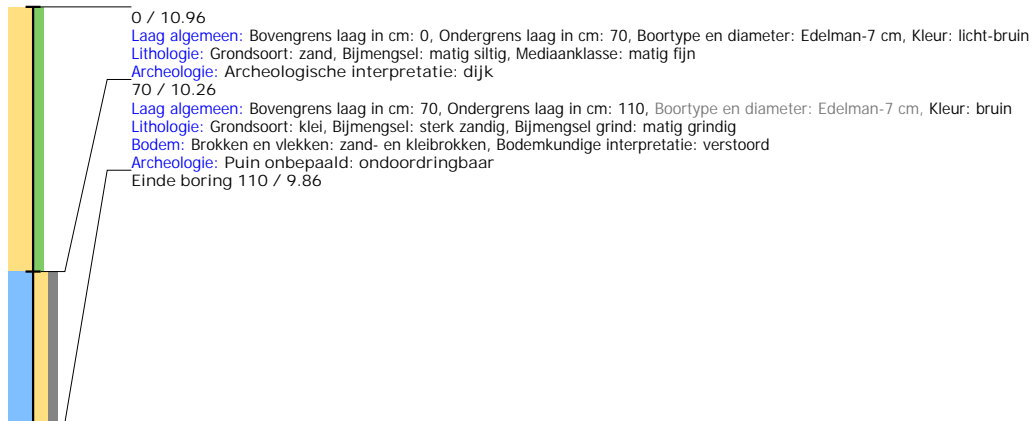 0 / 10.96
Laag algemeen: Bovengrens laag in cm: 0, Ondergrens laag in cm: 70, Boortype en diameter: Edelman-7 cm, Kleur: licht-bruin
Lithologie: Grondsoort: zand, Bijmengsel: matig siltig, Mediaanklasse: matig fijn
Archeologie: Archeologische interpretatie: dijk
70 / 10.26
Laag algemeen: Bovengrens laag in cm: 70, Ondergrens laag in cm: 110, Boortype en diameter: Edelman-7 cm, Kleur: bruin
Lithologie: Grondsoort: klei, Bijmengsel: sterk zandig, Bijmengsel grind: matig grindig
Bodem: Brokken en vlekken: zand- en kleibrokken, Bodemkundige interpretatie: verstoord
Archeologie: Puin onbepaald: ondoordringbaar
Einde boring 110 / 9.86